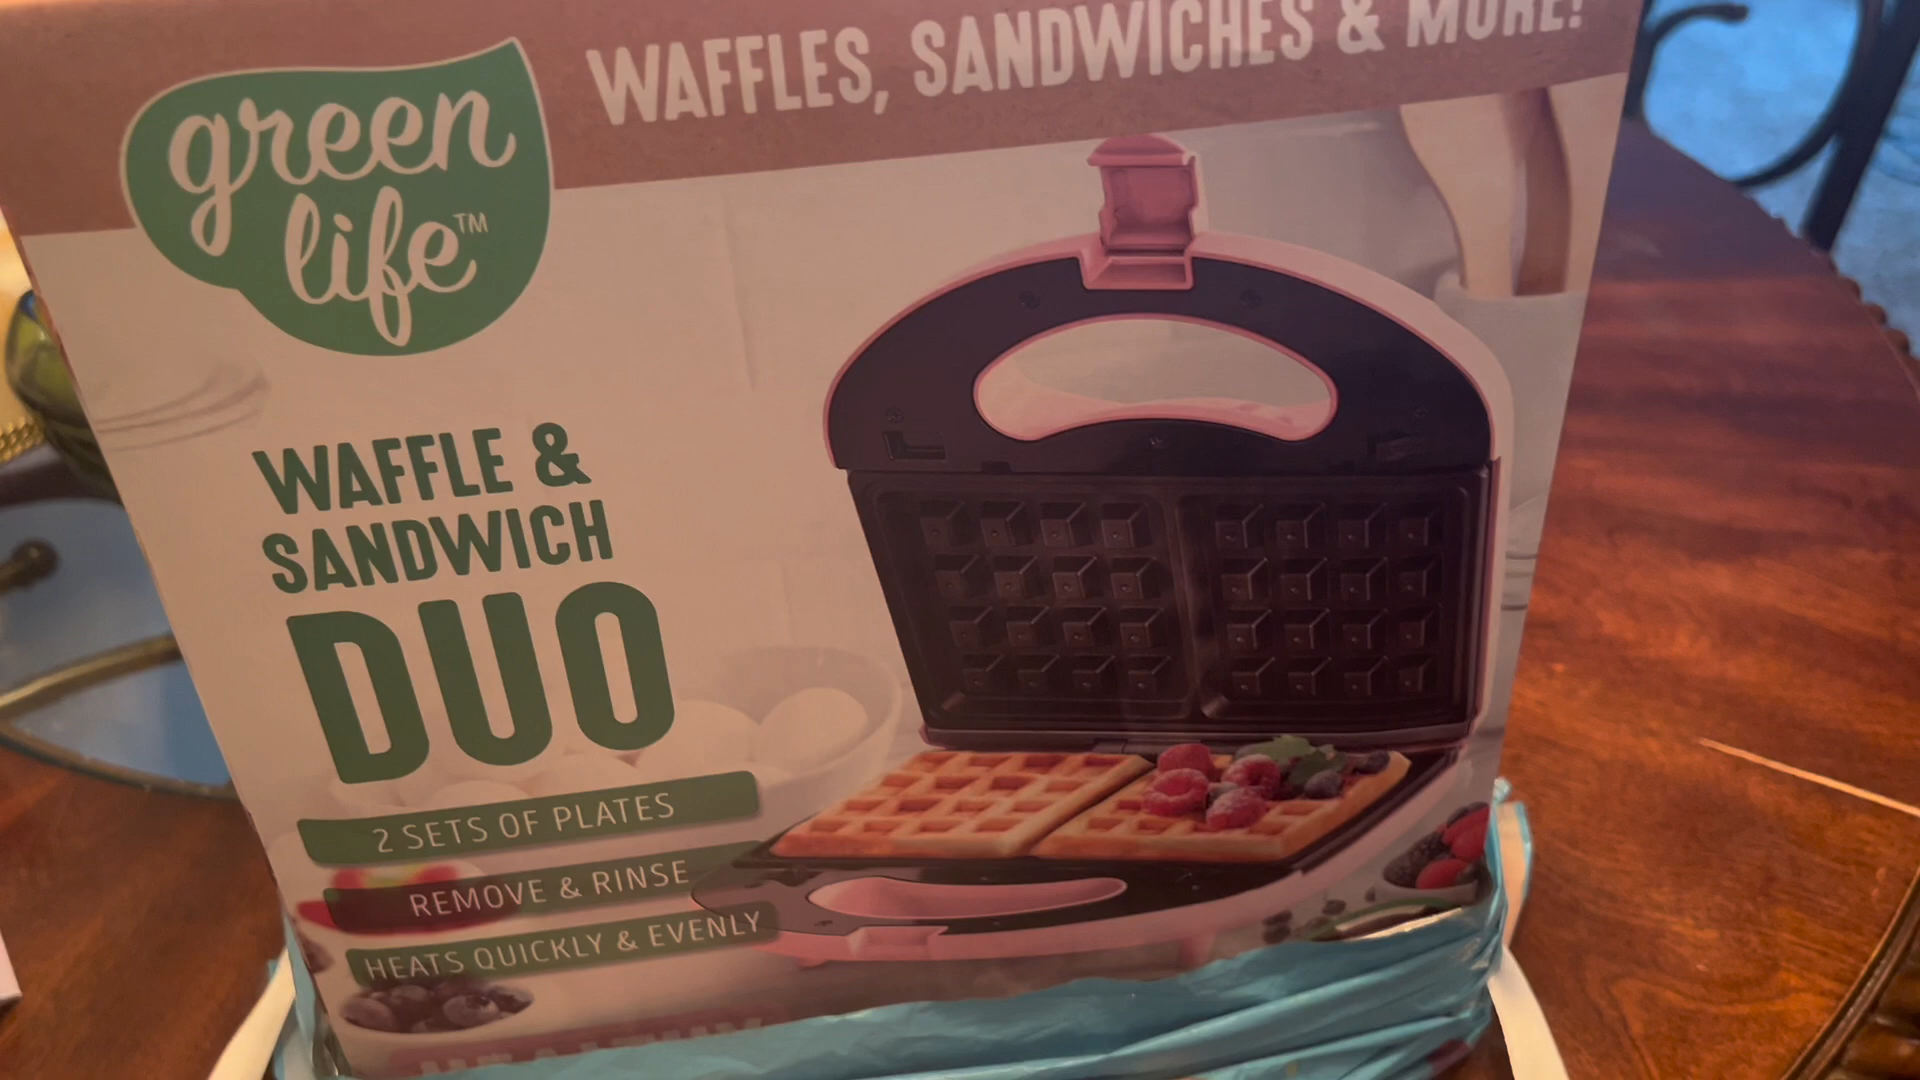 WAFFLES, SANDWICHES & MORE!
green
life™
WAFFLE &
SANDWICH
DUO
2 SETS OF PLATES
REMOVE & RINSE
HEATS QUICKLY & EVENLY